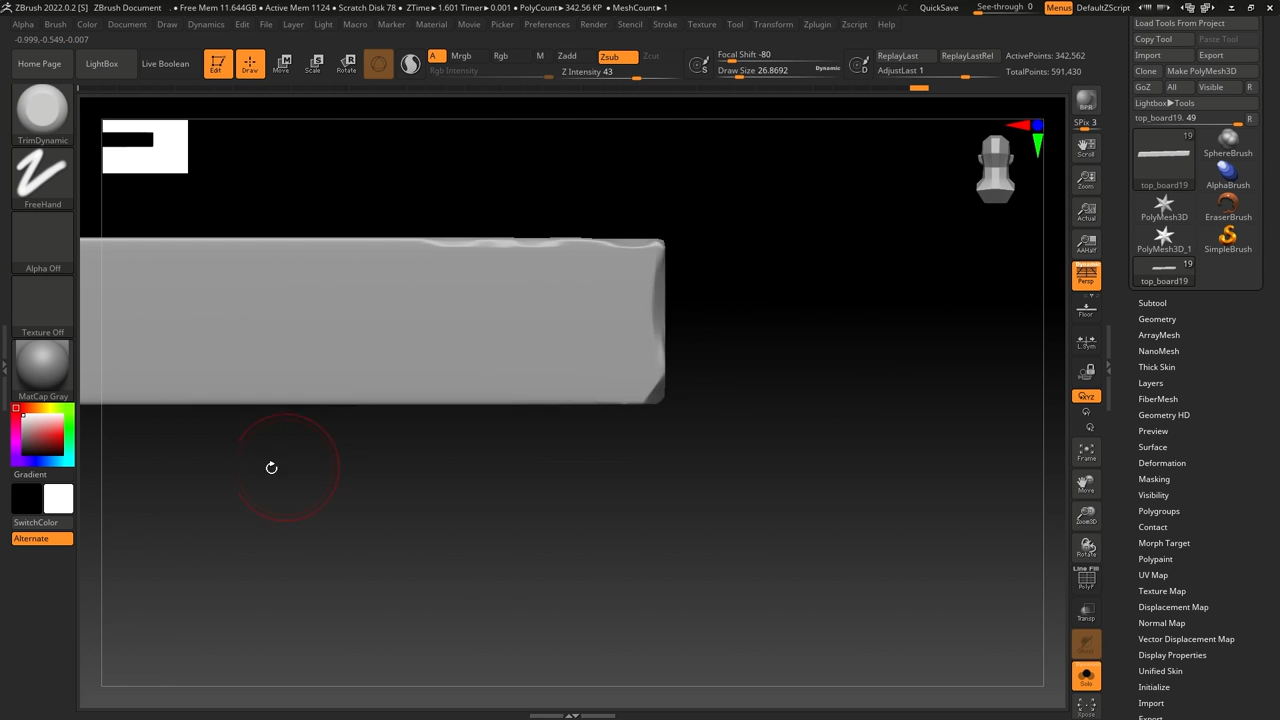 ZBrush 2022.0.2 [S] ZBrush Document . • Free Mem 11.644GB • Active Mem 1124 • Scratch Disk 78 • ZTime▸1.601 Timer▸0.001 • PolyCount▸342.56 KP • MeshCount▸1 AC QuickSave See-through 0 Menus DefaultZScript
Alpha Brush Color Document Draw Dynamics Edit File Layer Light Macro Marker Material Movie Picker Preferences Render Stencil Stroke Texture Tool Transform Zplugin Zscript Help
-0.999,-0.549,-0.007
Home Page LightBox Live Boolean Edit Draw Move Scale Rotate
A Mrgb Rgb M Zadd Zsub Zcut
Rgb Intensity Z Intensity 43
S Focal Shift -80
Draw Size 26.8692 Dynamic
D ReplayLast ReplayLastRel
AdjustLast 1
ActivePoints: 342,562
TotalPoints: 591,430
TrimDynamic
FreeHand
Alpha Off
Texture Off
MatCap Gray
Gradient
SwitchColor
Alternate
BPR
SPix 3
Scroll
Zoom
Actual
AAHalf
Dynamic
Persp
Floor
L.Sym
XYZ
Frame
Move
Zoom3D
Rotate
Line Fill
PolyF
Transp
Solo
Xpose
Load Tools From Project
Copy Tool Paste Tool
Import Export
Clone Make PolyMesh3D
GoZ All Visible R
Lightbox▸Tools
top_board19. 49 R
19
top_board19
SphereBrush
AlphaBrush
PolyMesh3D EraserBrush
PolyMesh3D_1 SimpleBrush
19
top_board19
Subtool
Geometry
ArrayMesh
NanoMesh
Thick Skin
Layers
FiberMesh
Geometry HD
Preview
Surface
Deformation
Masking
Visibility
Polygroups
Contact
Morph Target
Polypaint
UV Map
Texture Map
Displacement Map
Normal Map
Vector Displacement Map
Display Properties
Unified Skin
Initialize
Import
Export